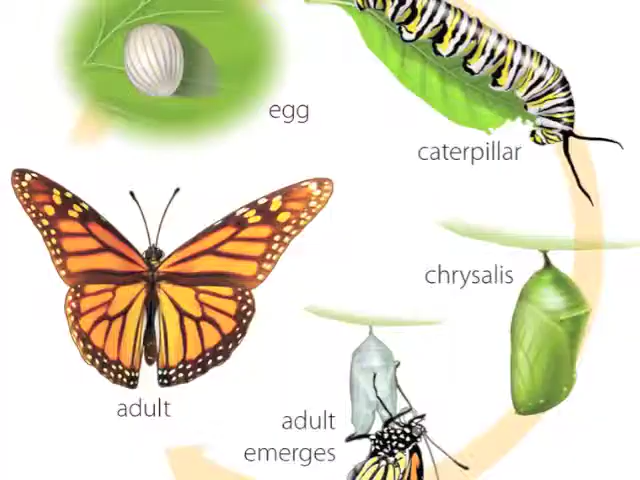 egg
caterpillar
chrysalis
adult
adult
emerges